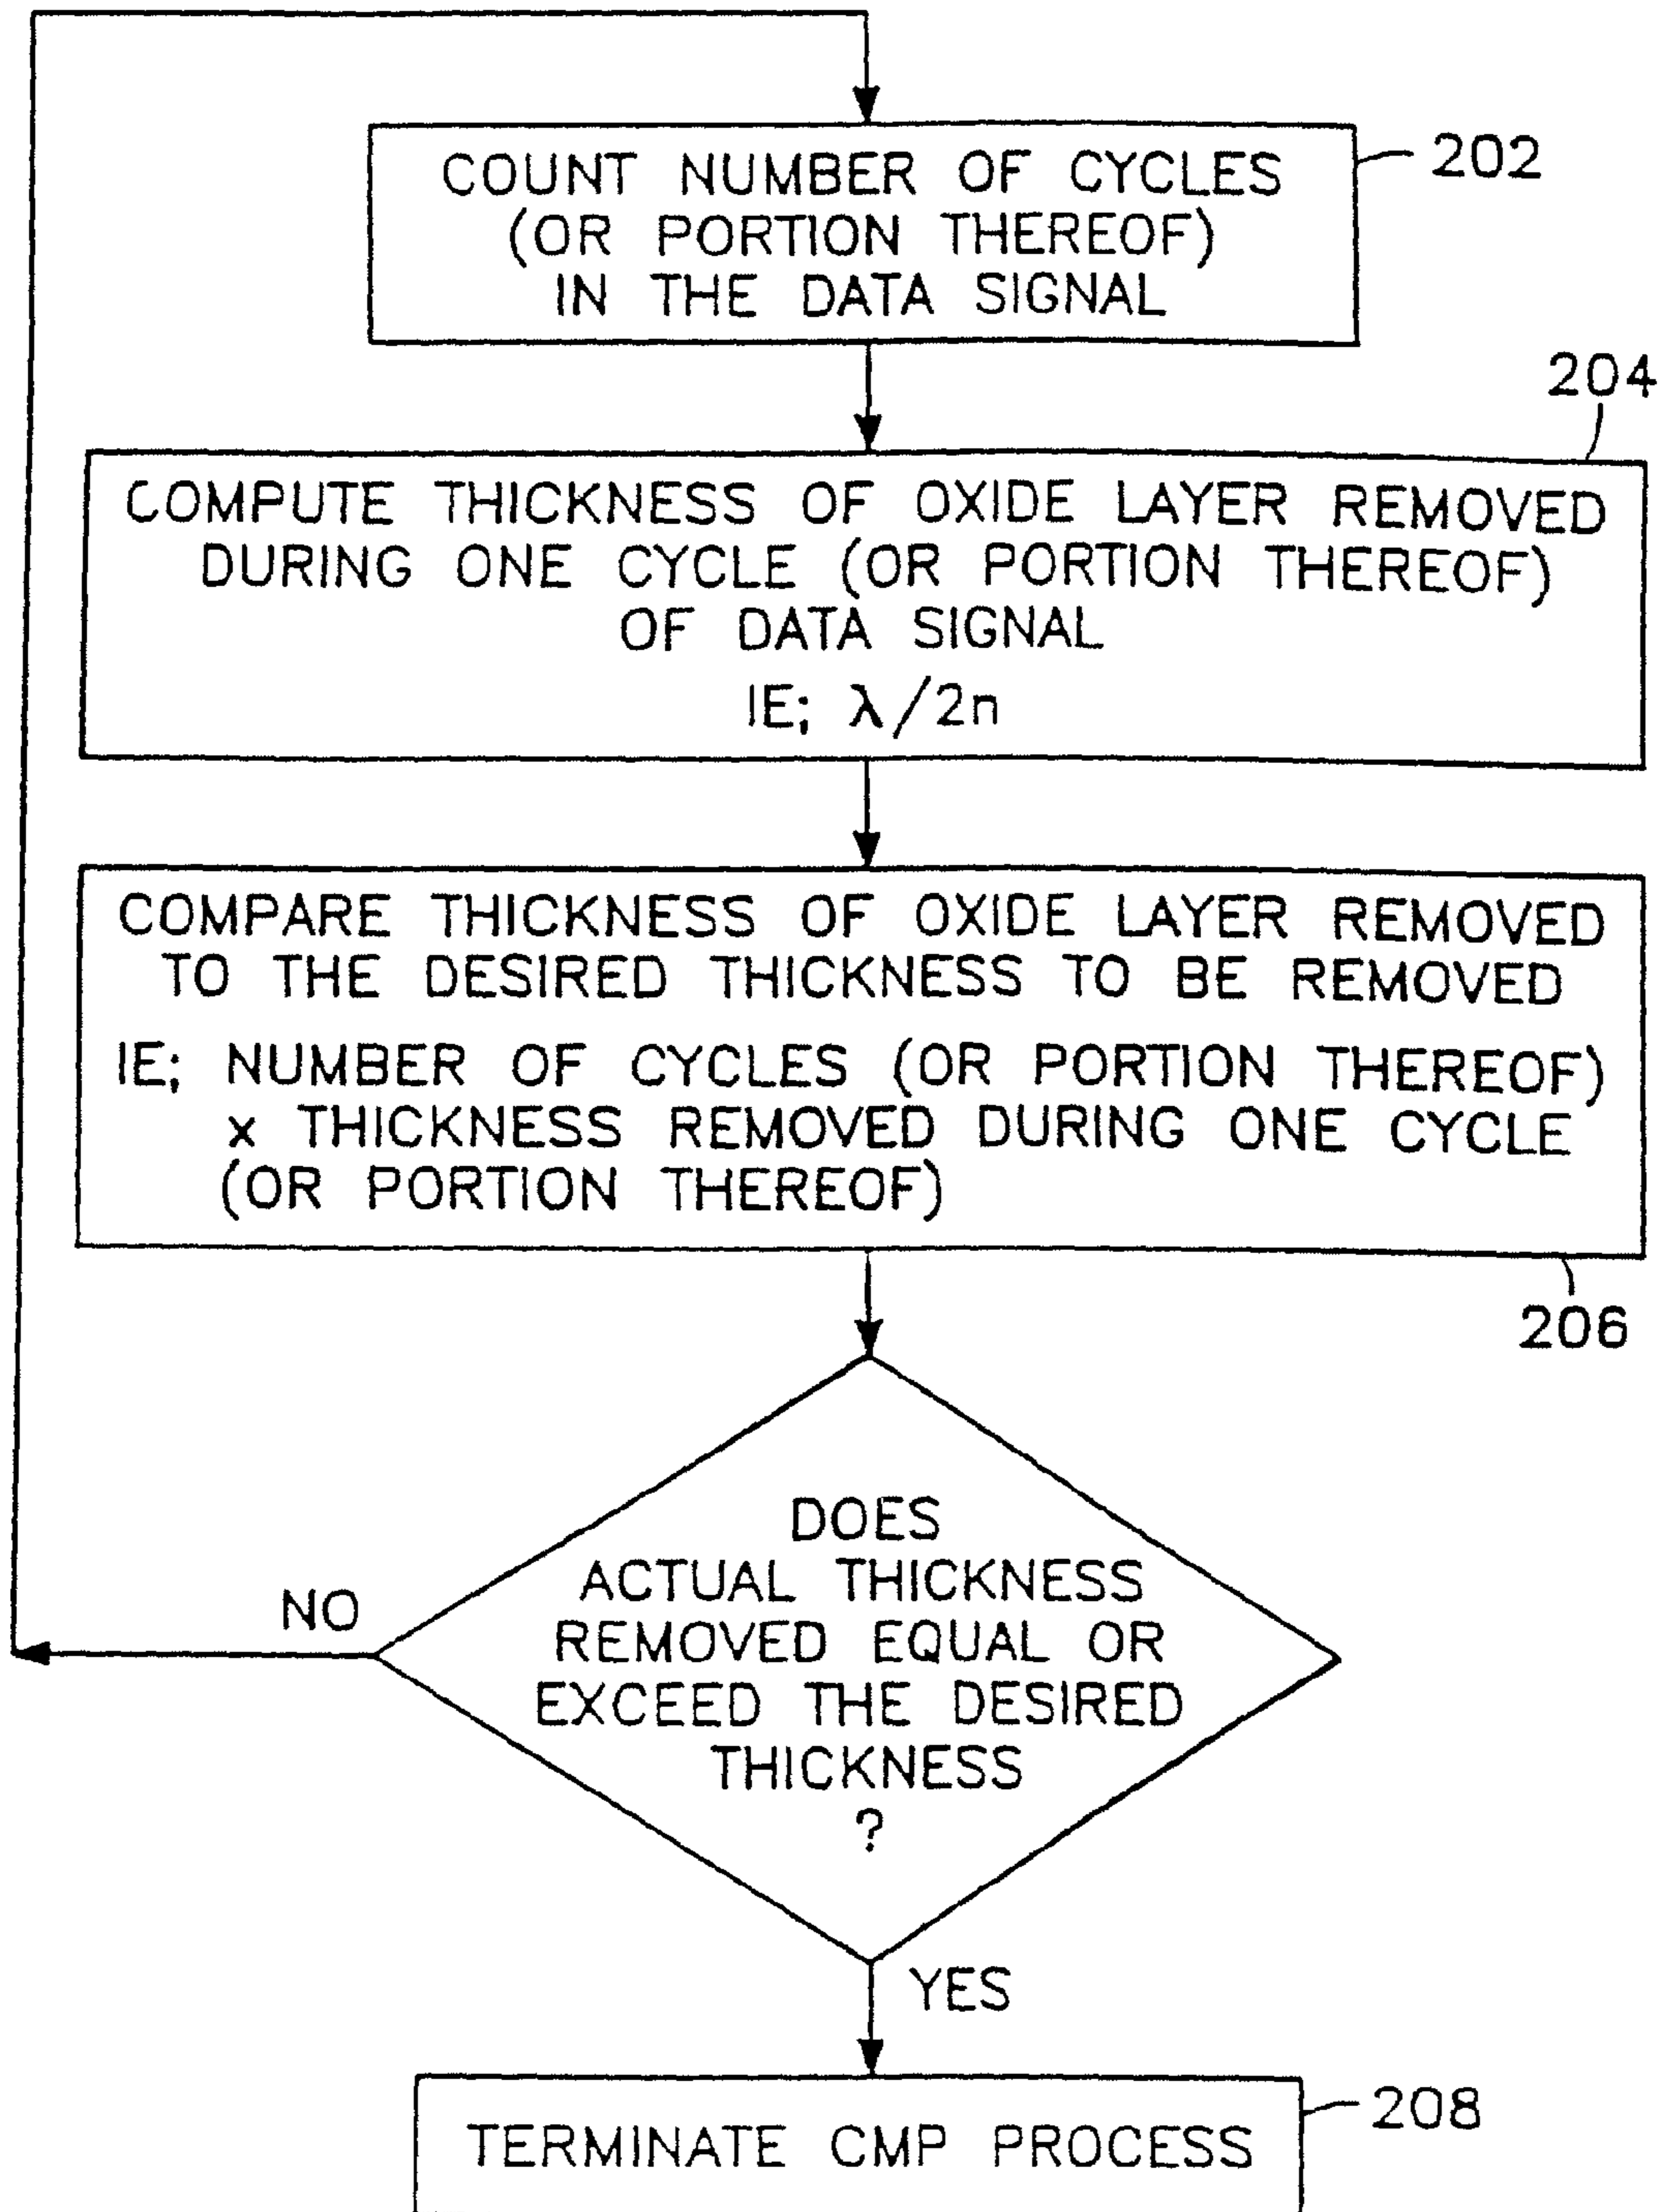 COUNT NUMBER OF CYCLES
(OR PORTION THEREOF)
IN THE DATA SIGNAL
202
204
COMPUTE THICKNESS OF OXIDE LAYER REMOVED
DURING ONE CYCLE (OR PORTION THEREOF)
OF DATA SIGNAL
IE; λ/2n
COMPARE THICKNESS OF OXIDE LAYER REMOVED
TO THE DESIRED THICKNESS TO BE REMOVED
IE; NUMBER OF CYCLES (OR PORTION THEREOF)
x THICKNESS REMOVED DURING ONE CYCLE
(OR PORTION THEREOF)
206
DOES
ACTUAL THICKNESS
REMOVED EQUAL OR
EXCEED THE DESIRED
THICKNESS
?
NO
YES
TERMINATE CMP PROCESS
208